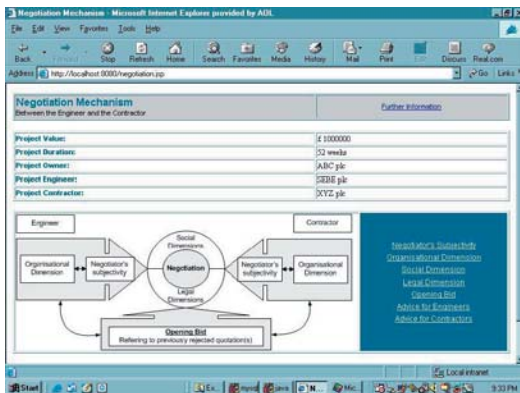 Negotiation Mechanism - Microsoft Internet Explorer provided by AOL
File Edit View Favorites Tools Help
Back Stop Refresh Home Search Favorites Media History Mail Print Edit Discuss Real.com
Address http://localhost:8080/negotiation.jsp Go Links
Negotiation Mechanism
Between the Engineer and the Contractor
Further Information
Project Value: £ 1000000
Project Duration: 52 weeks
Project Owner: ABC plc
Project Engineer: SEBE plc
Project Contractor: XYZ plc
Engineer
Contractor
Social
Dimensions
Organisational
Dimension
Negotiator's
subjectivity
Negotiation
Negotiator's
subjectivity
Organisational
Dimension
Legal
Dimensions
Opening Bid
Referring to previously rejected quotation(s)
Negotiator's Subjectivity
Organisational Dimension
Social Dimension
Legal Dimension
Opening Bid
Advice for Engineers
Advice for Contractors
Local intranet
Start
9:33 PM